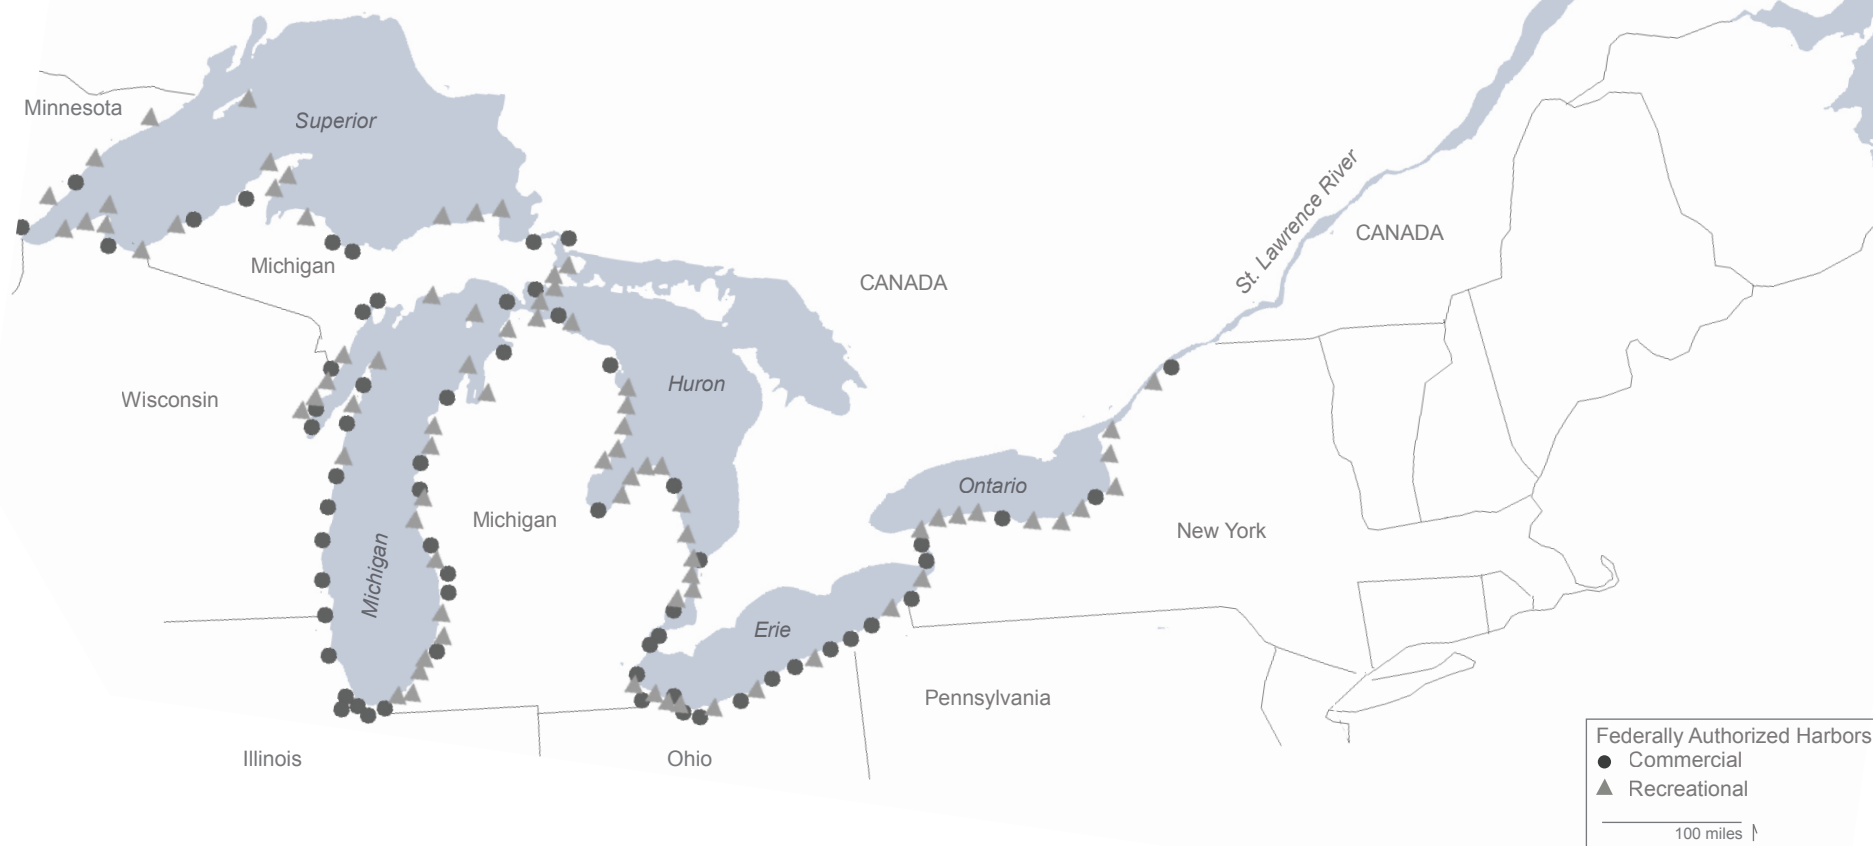 Minnesota
Superior
St. Lawrence River
CANADA
Michigan
CANADA
Huron
Wisconsin
Ontario
Michigan
New York
Michigan
Erie
Pennsylvania
Illinois
Ohio
Federally Authorized Harbors
Commercial
Recreational
100 miles